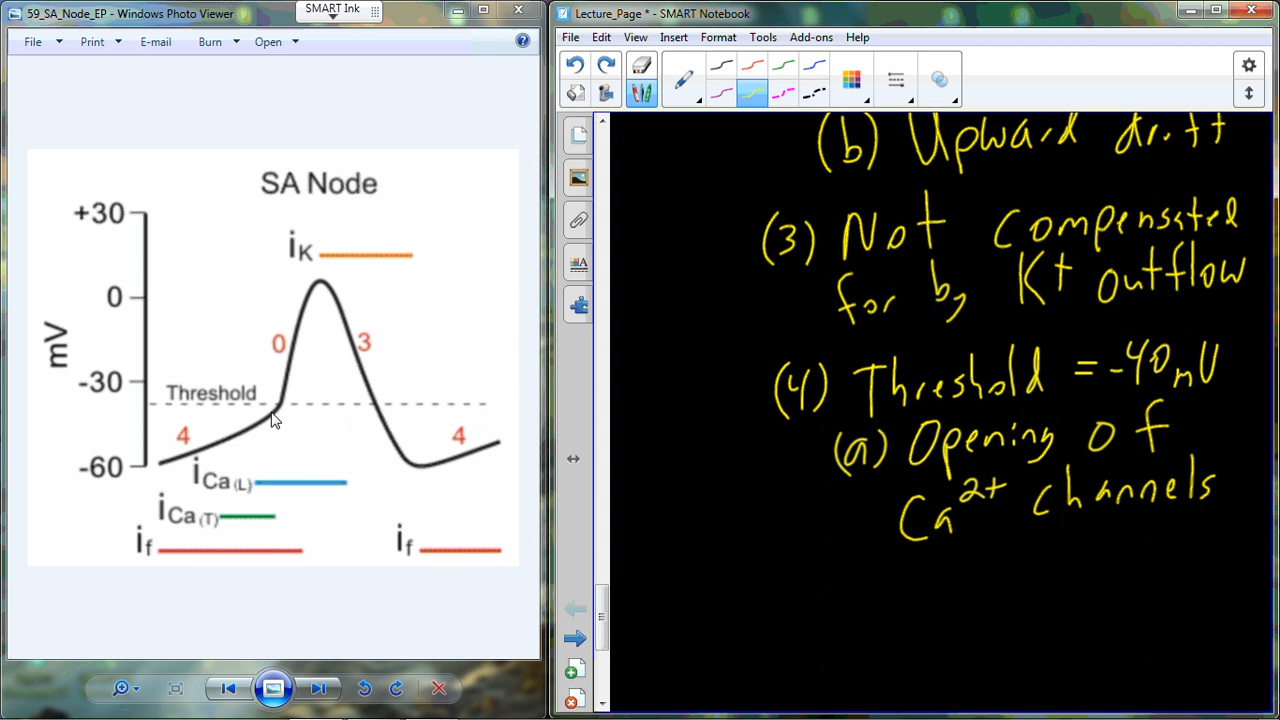 59_SA_Node_EP - Windows Photo Viewer
SMART Ink
File Print E-mail Burn Open
SA Node
+30
iK
0
0
3
mV
-30
Threshold
4
4
-60
iCa(L)
iCa(T)
if
if
Lecture_Page * - SMART Notebook
File Edit View Insert Format Tools Add-ons Help
(b) Upward drift
(3) Not compensated
for by K+ outflow
(4) Threshold = -40mV
(a) Opening of
Ca2+ channels